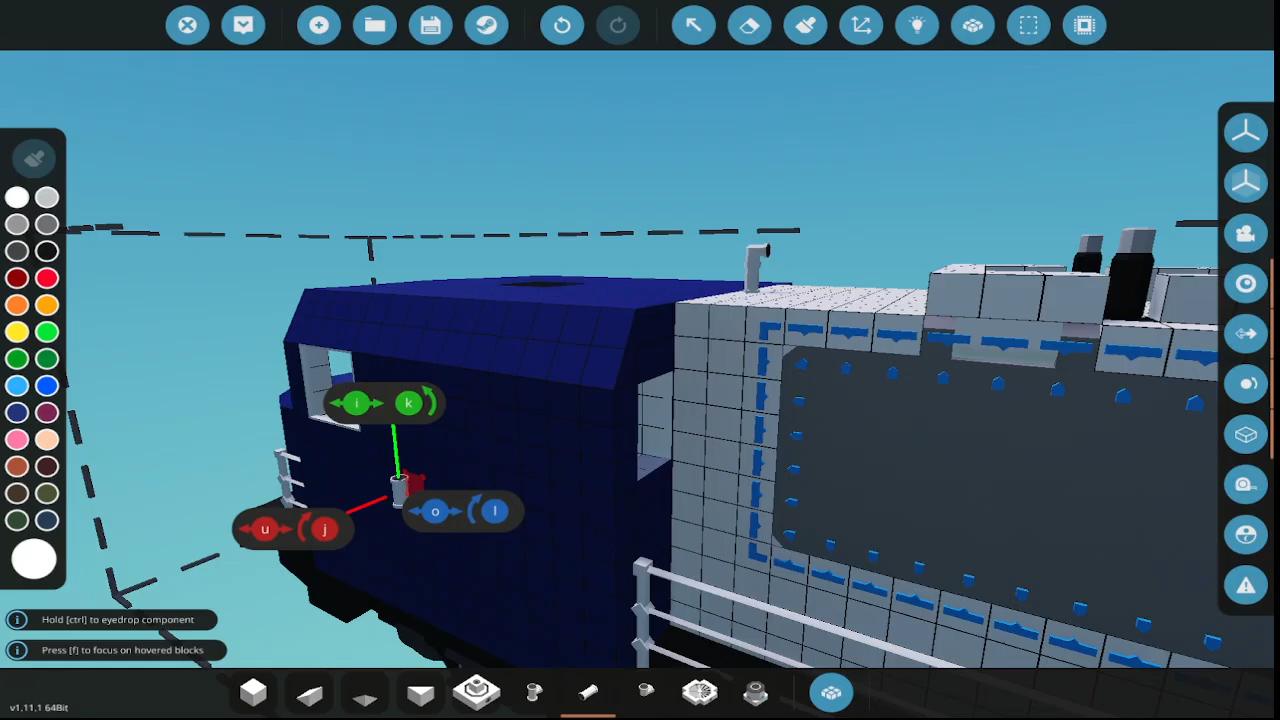 i k
u j
o l
Hold [ctrl] to eyedrop component
Press [f] to focus on hovered blocks
v1.11.1 64Bit